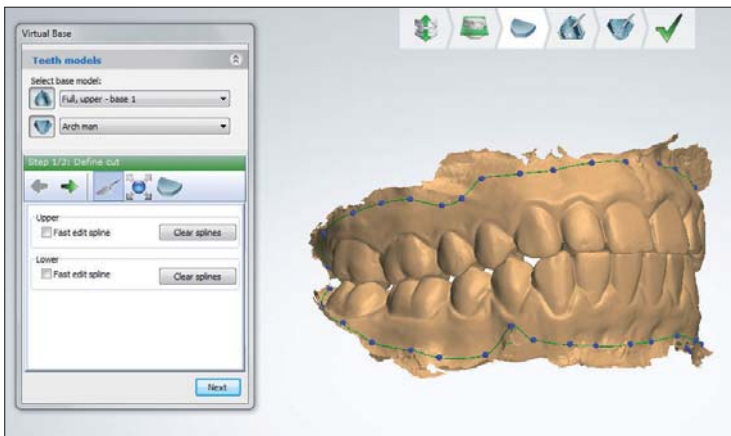 Virtual Base
Teeth models
Select base model:
Full, upper - base 1
Arch man
Step 1/3: Define cut
Upper
Fast edit spline
Clear splines
Lower
Fast edit spline
Clear splines
Next